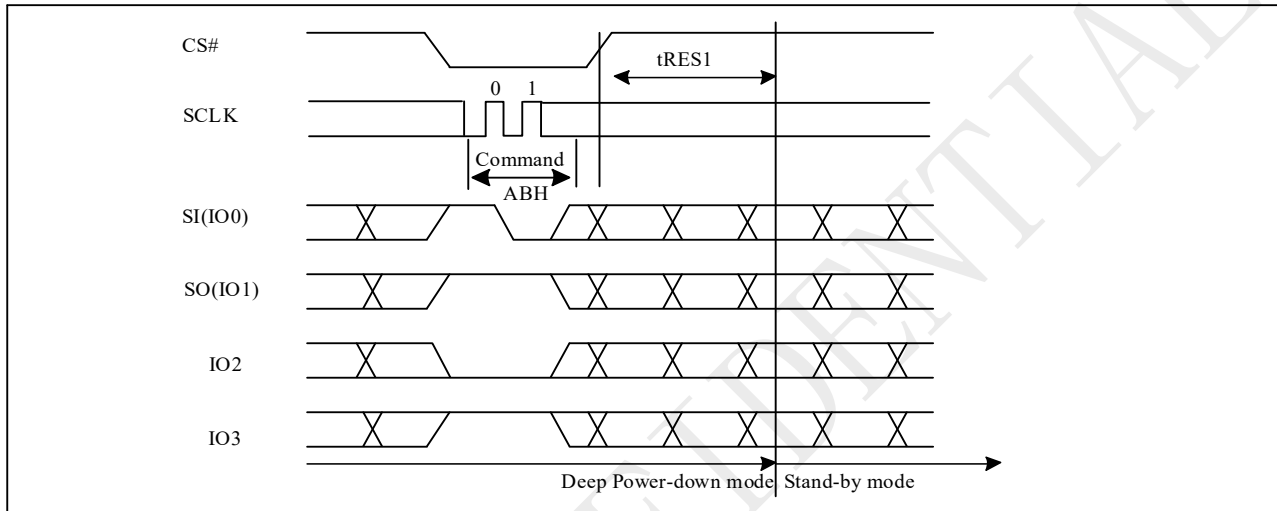 CS#
tRES1
0 1
SCLK
Command
ABH
SI(IO0)
SO(IO1)
IO2
IO3
Deep Power-down mode Stand-by mode
IDENTIAL